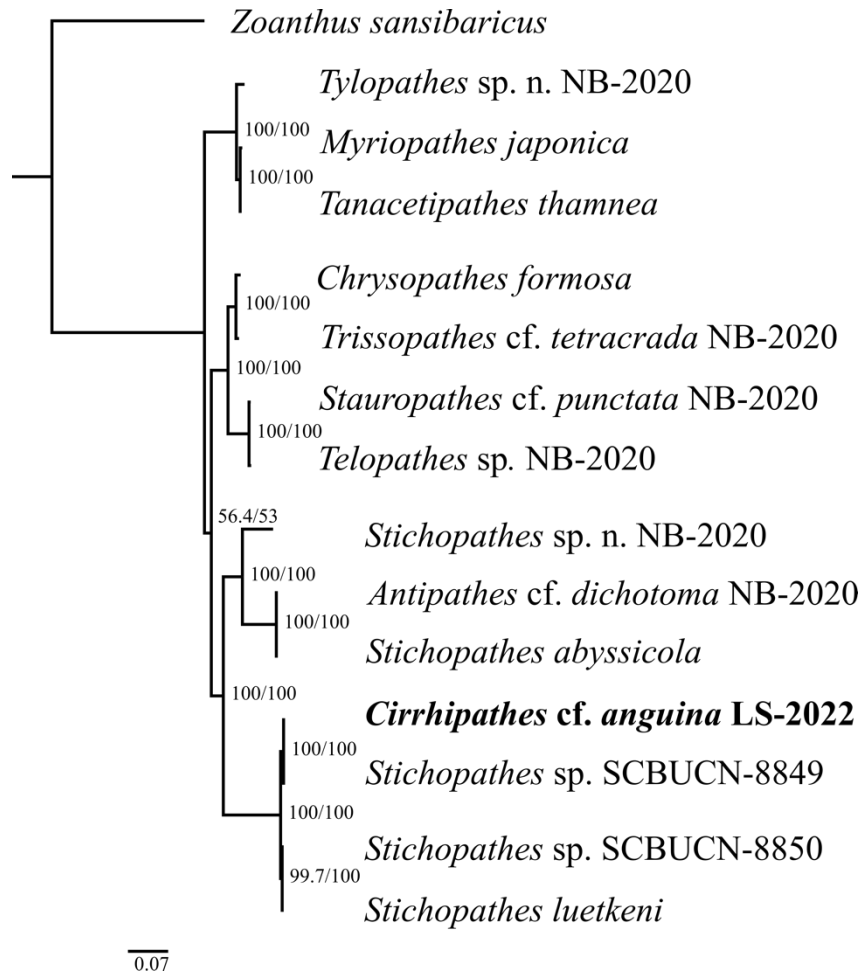 Zoanthus sansibaricus
Tylopathes sp. n. NB-2020
100/100
Myriopathes japonica
100/100
Tanacetipathes thamnea
Chrysopathes formosa
100/100
Trissopathes cf. tetracrada NB-2020
100/100
Stauropathes cf. punctata NB-2020
100/100
Telopathes sp. NB-2020
56.4/53
Stichopathes sp. n. NB-2020
100/100
Antipathes cf. dichotoma NB-2020
100/100
Stichopathes abyssicola
100/100
Cirrhipathes cf. anguina LS-2022
100/100
Stichopathes sp. SCBUCN-8849
100/100
Stichopathes sp. SCBUCN-8850
99.7/100
Stichopathes luetkeni
0.07